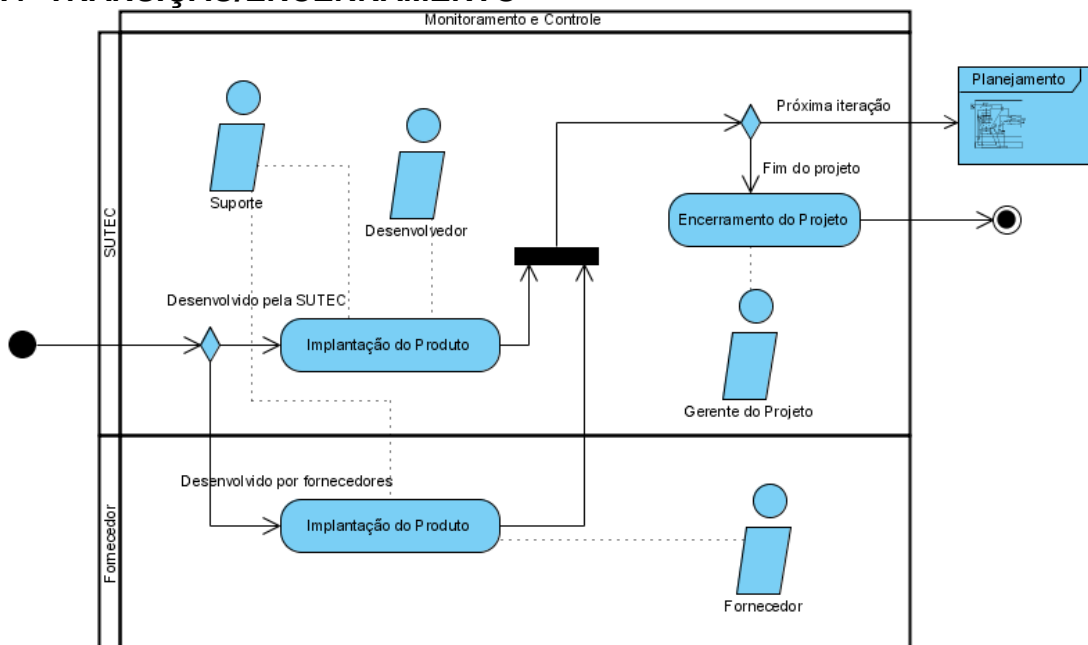 Monitoramento e Controle
Planejamento
Próxima iteração
Fim do projeto
Suporte
Desenvolvedor
Encerramento do Projeto
SUTEC
Desenvolvido pela SUTEC
Implantação do Produto
Gerente do Projeto
Desenvolvido por fornecedores
Implantação do Produto
Fornecedor
Fornecedor